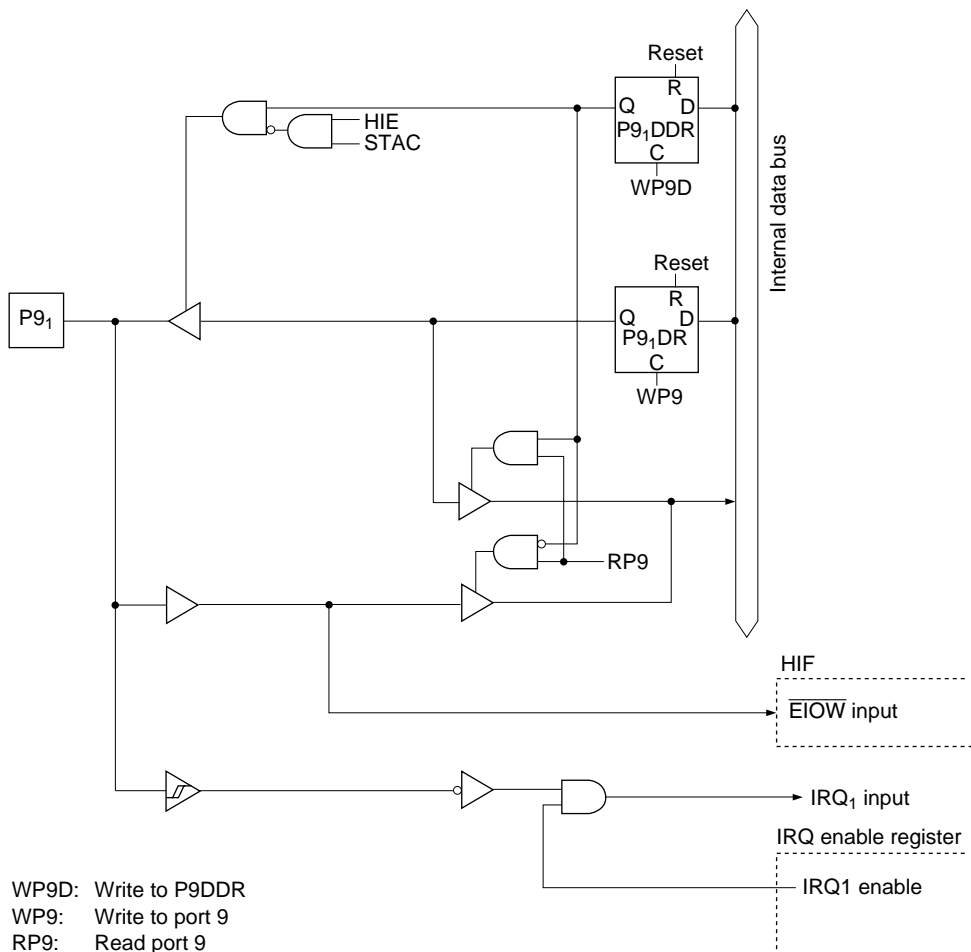 Reset
R
Q D
P9₁DDR
C
WP9D
HIE
STAC
Internal data bus
Reset
R
Q D
P9₁DR
C
WP9
P9₁
RP9
HIF
EIOW input
IRQ₁ input
IRQ enable register
IRQ1 enable
WP9D: Write to P9DDR
WP9: Write to port 9
RP9: Read port 9